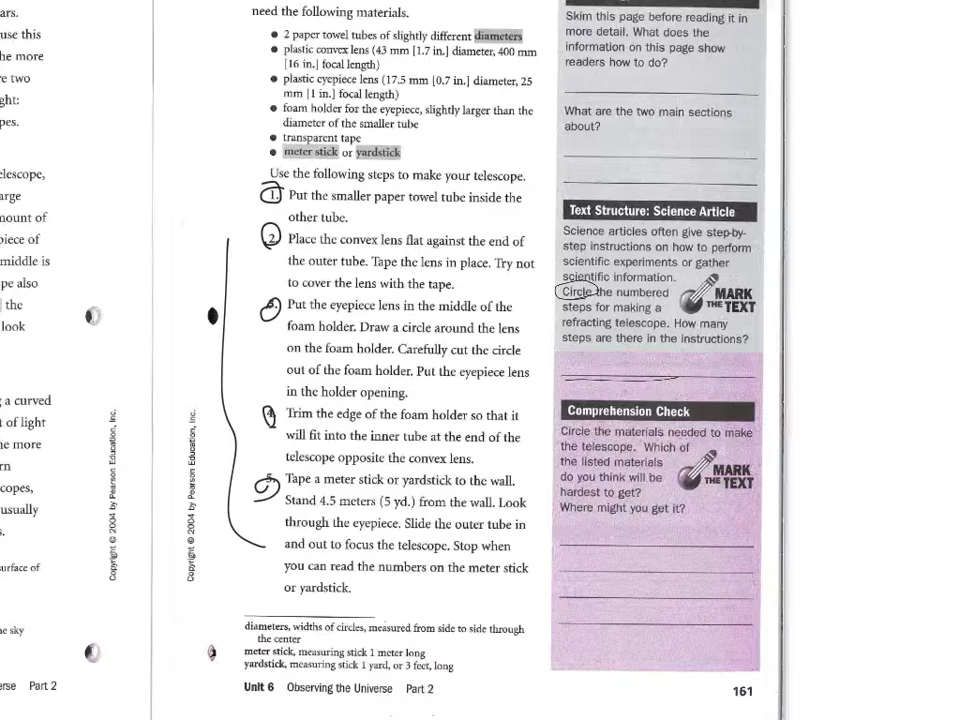 ars.
use this
he more
e two
ght:
pes.
elescope,
arge
mount of
piece of
middle is
pe also
the
look
g a curved
t of light
he more
rn
copes,
usually
s.
urface of
he sky
erse Part 2
Copyright © 2004 by Pearson Education, Inc.
Copyright © 2004 by Pearson Education, Inc.
need the following materials.
● 2 paper towel tubes of slightly different diameters
● plastic convex lens (43 mm [1.7 in.] diameter, 400 mm
[16 in.] focal length)
● plastic eyepiece lens (17.5 mm [0.7 in.] diameter, 25
mm [1 in.] focal length)
● foam holder for the eyepiece, slightly larger than the
diameter of the smaller tube
● transparent tape
● meter stick or yardstick
Use the following steps to make your telescope.
1. Put the smaller paper towel tube inside the
other tube.
2. Place the convex lens flat against the end of
the outer tube. Tape the lens in place. Try not
to cover the lens with the tape.
3. Put the eyepiece lens in the middle of the
foam holder. Draw a circle around the lens
on the foam holder. Carefully cut the circle
out of the foam holder. Put the eyepiece lens
in the holder opening.
4. Trim the edge of the foam holder so that it
will fit into the inner tube at the end of the
telescope opposite the convex lens.
5. Tape a meter stick or yardstick to the wall.
Stand 4.5 meters (5 yd.) from the wall. Look
through the eyepiece. Slide the outer tube in
and out to focus the telescope. Stop when
you can read the numbers on the meter stick
or yardstick.
diameters, widths of circles, measured from side to side through
the center
meter stick, measuring stick 1 meter long
yardstick, measuring stick 1 yard, or 3 feet, long
Unit 6 Observing the Universe Part 2
Skim this page before reading it in
more detail. What does the
information on this page show
readers how to do?
What are the two main sections
about?
Text Structure: Science Article
Science articles often give step-by-
step instructions on how to perform
scientific experiments or gather
scientific information.
Circle the numbered
steps for making a
refracting telescope. How many
steps are there in the instructions?
MARK
THE TEXT
Comprehension Check
Circle the materials needed to make
the telescope. Which of
the listed materials
do you think will be
hardest to get?
Where might you get it?
MARK
THE TEXT
161